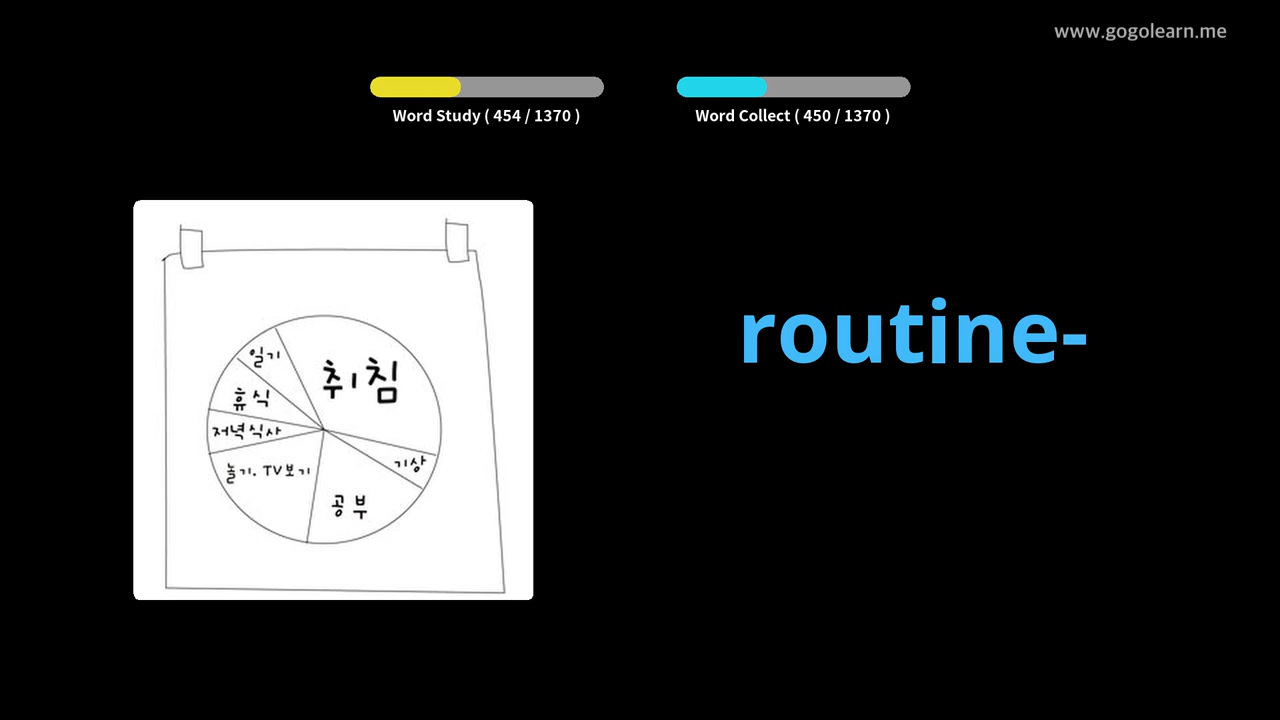 www.gogolearn.me
Word Study ( 454 / 1370 )
Word Collect ( 450 / 1370 )
일기
취침
휴식
저녁식사
기상
놀기. TV보기
공부
routine-